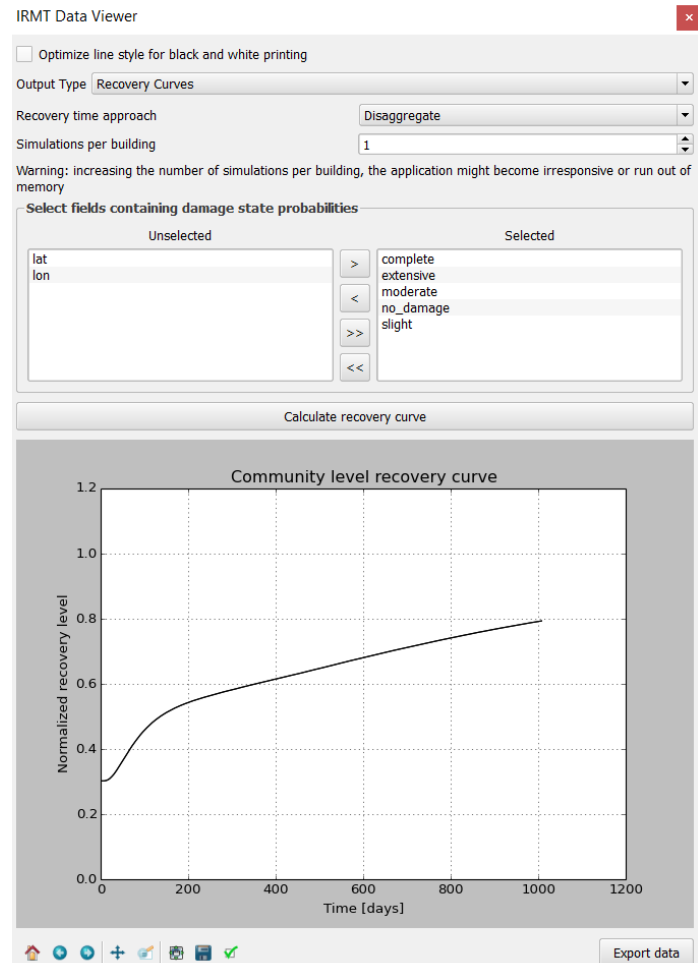 IRMT Data Viewer
×
Optimize line style for black and white printing
Output Type Recovery Curves
Recovery time approach Disaggregate
Simulations per building 1
Warning: increasing the number of simulations per building, the application might become irresponsive or run out of
memory
Select fields containing damage state probabilities
Unselected Selected
lat
lon
>
<
>>
<<
complete
extensive
moderate
no_damage
slight
Calculate recovery curve
Community level recovery curve
Normalized recovery level
1.2
1.0
0.8
0.6
0.4
0.2
0.0
0 200 400 600 800 1000 1200
Time [days]
Export data